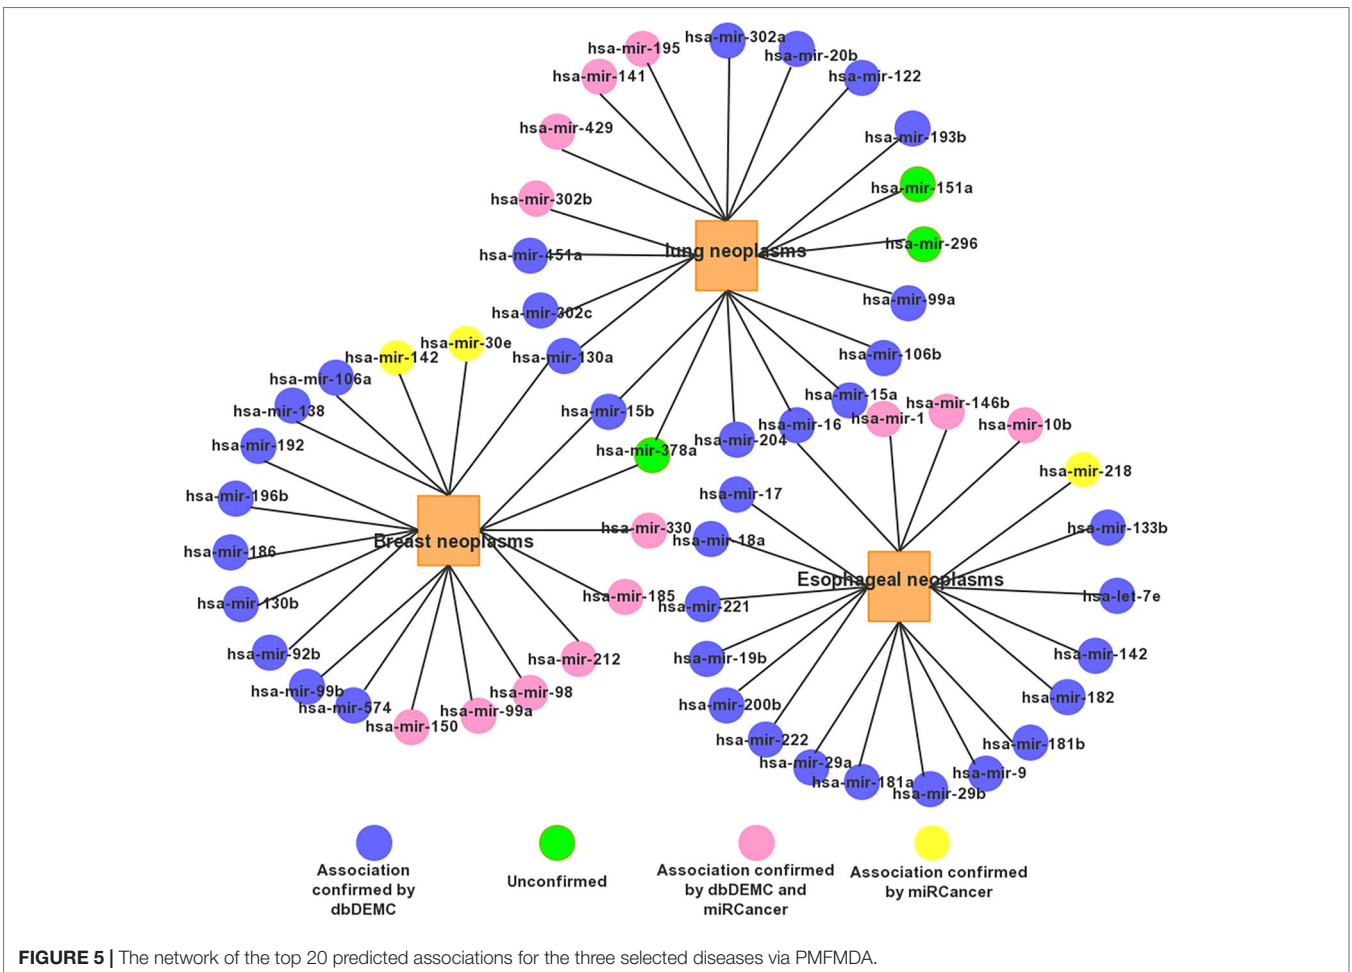 hsa-mir-302a
hsa-mir-195
hsa-mir-20b
hsa-mir-141
hsa-mir-122
hsa-mir-429
hsa-mir-193b
hsa-mir-151a
hsa-mir-302b
hsa-mir-296
lung neoplasms
hsa-mir-451a
hsa-mir-99a
hsa-mir-302c
hsa-mir-30e
hsa-mir-142
hsa-mir-130a
hsa-mir-106b
hsa-mir-106a
hsa-mir-15a
hsa-mir-146b
hsa-mir-138
hsa-mir-15b
hsa-mir-1
hsa-mir-16
hsa-mir-10b
hsa-mir-204
hsa-mir-192
hsa-mir-378a
hsa-mir-218
hsa-mir-196b
hsa-mir-17
hsa-mir-330
hsa-mir-133b
hsa-mir-18a
Breast neoplasms
hsa-mir-186
Esophageal neoplasms
hsa-mir-185
hsa-let-7e
hsa-mir-130b
hsa-mir-221
hsa-mir-92b
hsa-mir-142
hsa-mir-212
hsa-mir-19b
hsa-mir-99b
hsa-mir-98
hsa-mir-182
hsa-mir-574
hsa-mir-99a
hsa-mir-200b
hsa-mir-150
hsa-mir-222
hsa-mir-181b
hsa-mir-29a
hsa-mir-9
hsa-mir-181a
hsa-mir-29b
Association
confirmed by
dbDEMC
Unconfirmed
Association confirmed
by dbDEMC and
miRCancer
Association confirmed
by miRCancer
FIGURE 5 | The network of the top 20 predicted associations for the three selected diseases via PMFMDA.